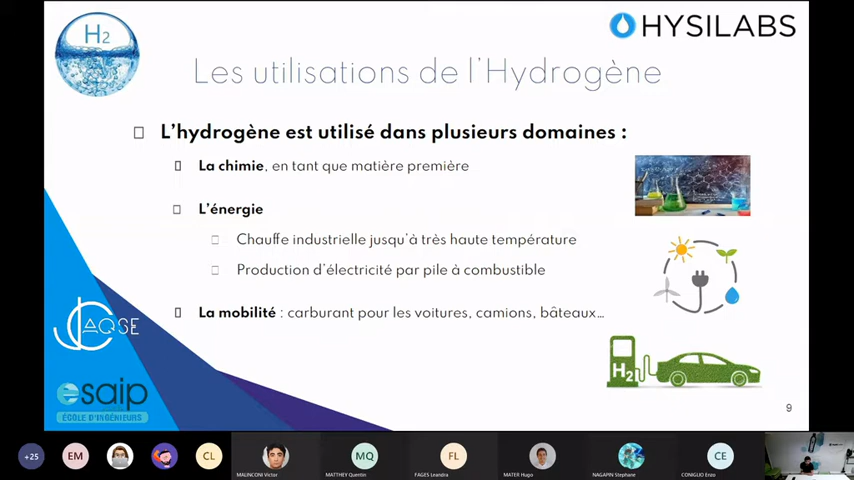 H2
HYSILABS
Les utilisations de l'Hydrogène
L'hydrogène est utilisé dans plusieurs domaines :
La chimie, en tant que matière première
L'énergie
Chauffe industrielle jusqu'à très haute température
Production d'électricité par pile à combustible
La mobilité : carburant pour les voitures, camions, bâteaux...
H2
JC AQSE
esaip
ÉCOLE D'INGÉNIEURS
9
+25
EM
CL
MQ
FL
CE
MALINCONI Victor
MATTHEY Quentin
FAGES Leandra
MATER Hugo
NAGAPIN Stephane
CONIGLIO Enzo